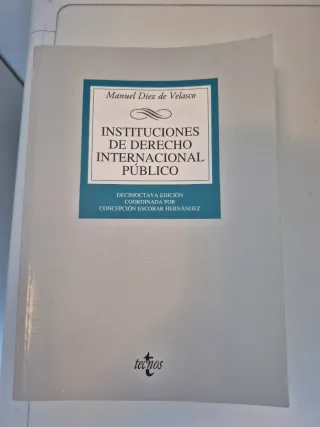 Manuel Diez de Velasco
INSTITUCIONES
DE DERECHO
INTERNACIONAL
PÚBLICO
DECIMOCTAVA EDICIÓN
COORDINADA POR
CONCEPCIÓN ESCOBAR HERNÁNDEZ
tecnos